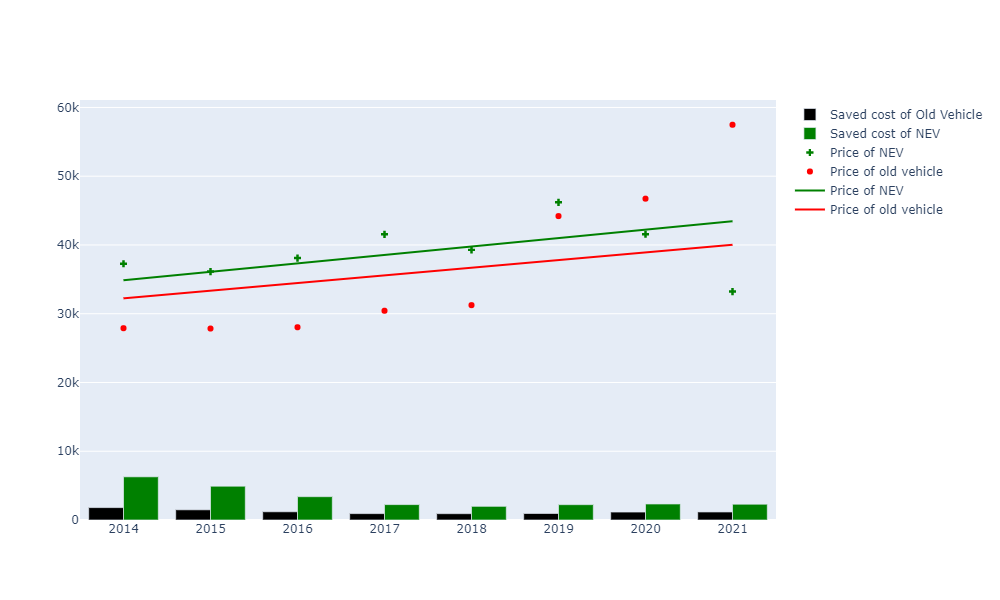 60k
50k
40k
30k
20k
10k
0
2014 2015 2016 2017 2018 2019 2020 2021
Saved cost of Old Vehicle
Saved cost of NEV
Price of NEV
Price of old vehicle
Price of NEV
Price of old vehicle